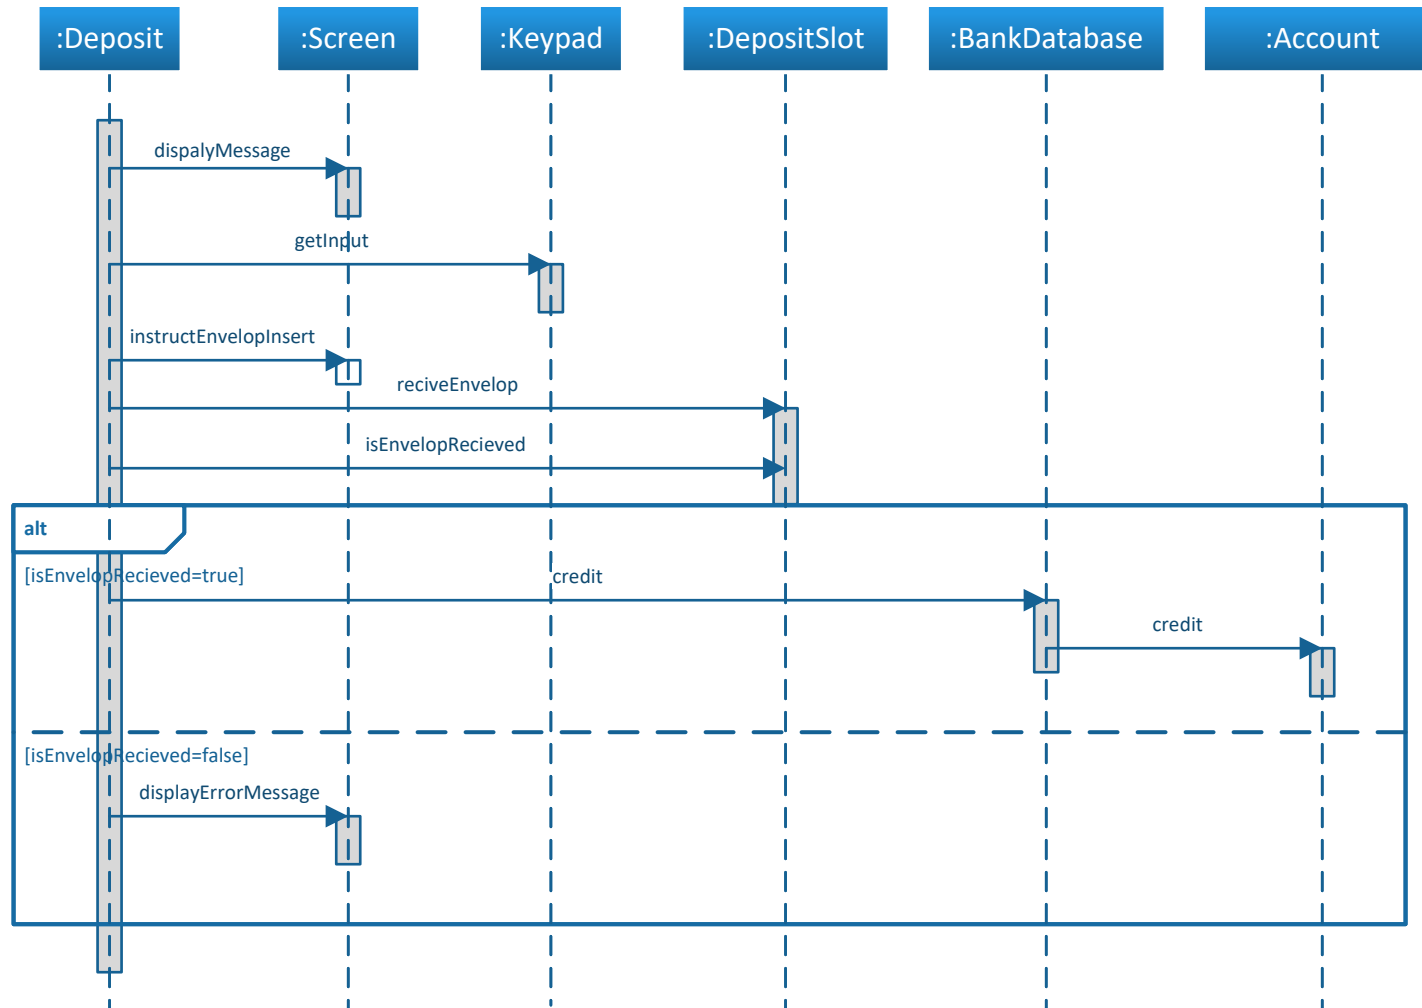 :Deposit
:Screen
:Keypad
:DepositSlot
:BankDatabase
:Account
dispalyMessage
getInput
instructEnvelopInsert
reciveEnvelop
isEnvelopRecieved
alt
[isEnvelopRecieved=true]
credit
credit
[isEnvelopRecieved=false]
displayErrorMessage